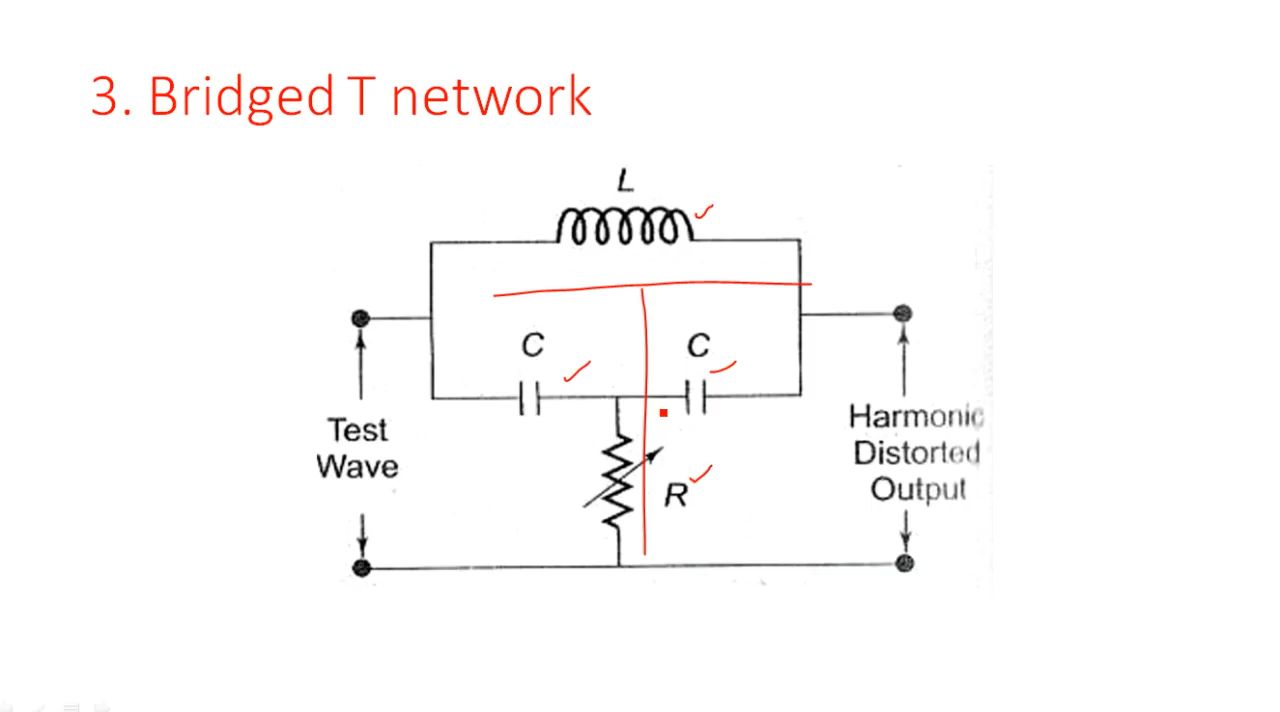 3. Bridged T network
L
C
C
Test
Wave
R
Harmonic
Distorted
Output